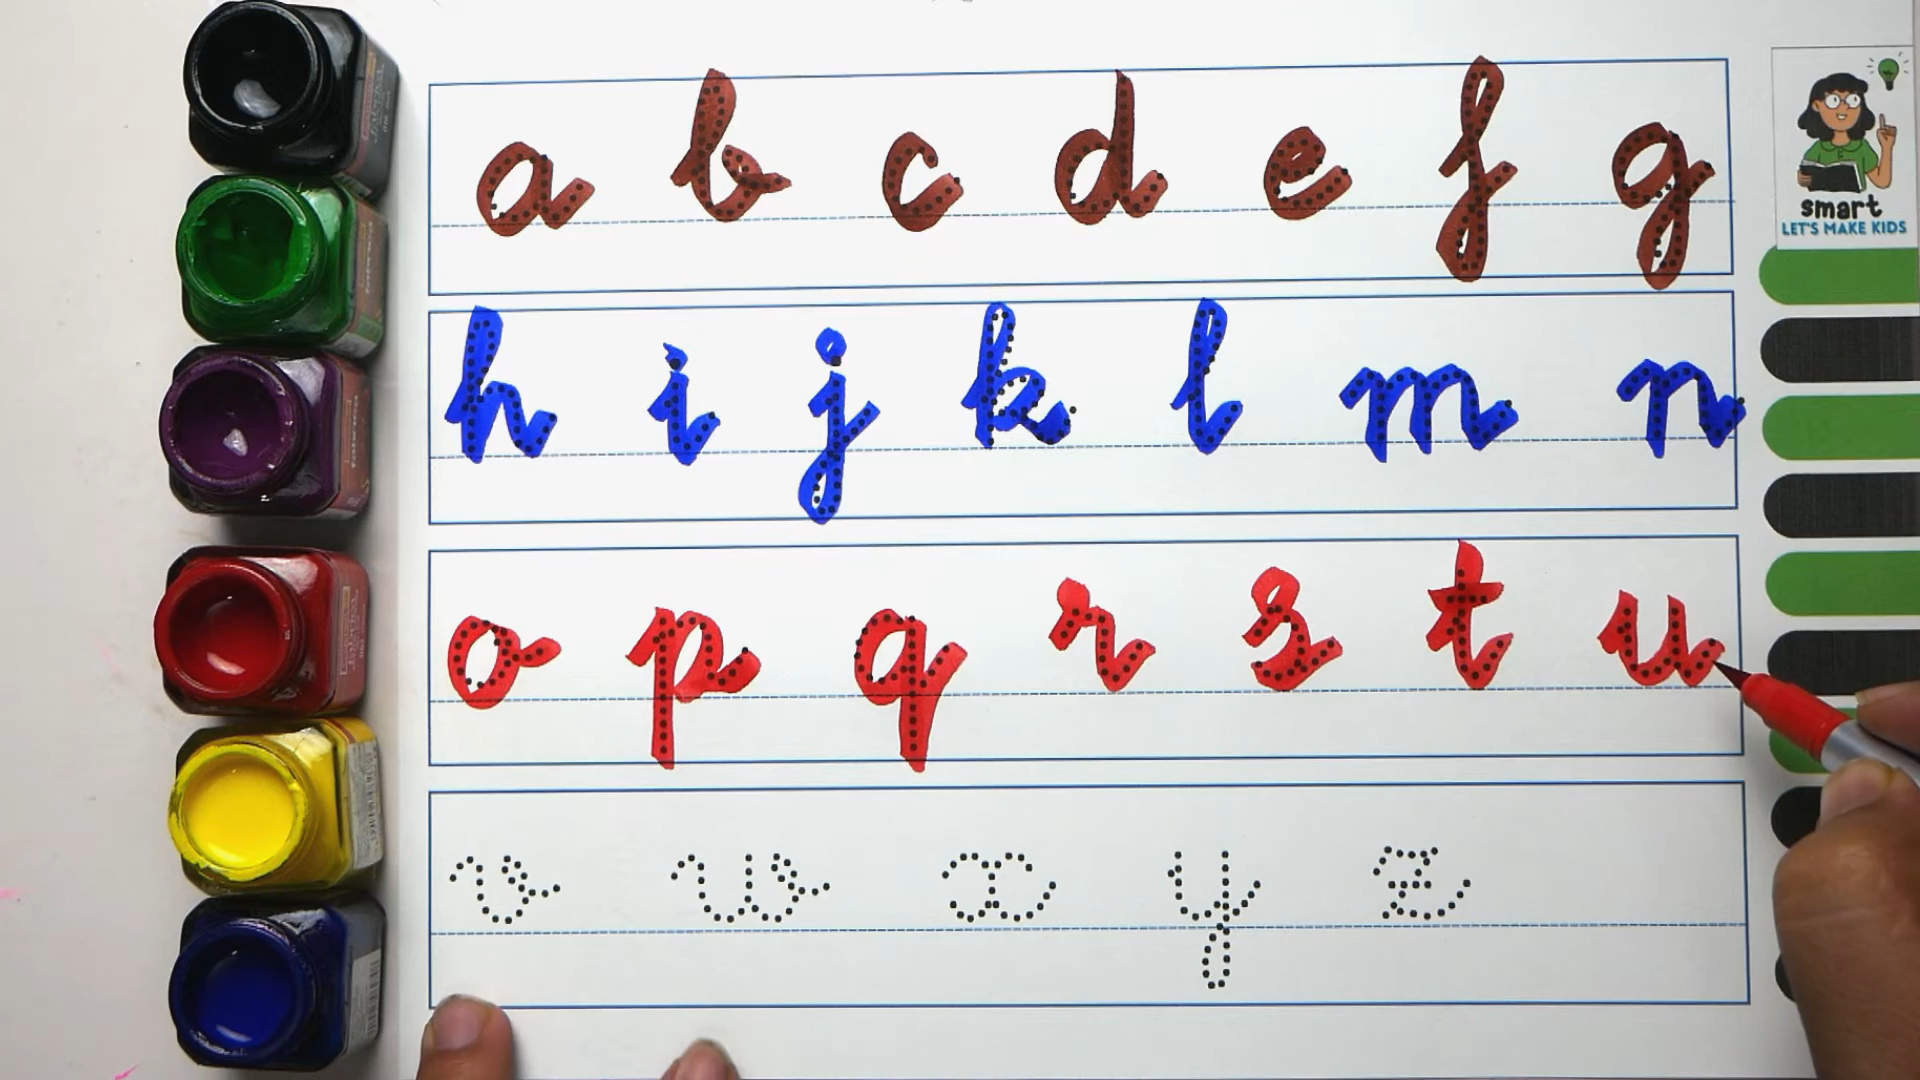 a b c d e f g
h i j k l m n
o p q r s t u
v w x y z
smart
LET'S MAKE KIDS